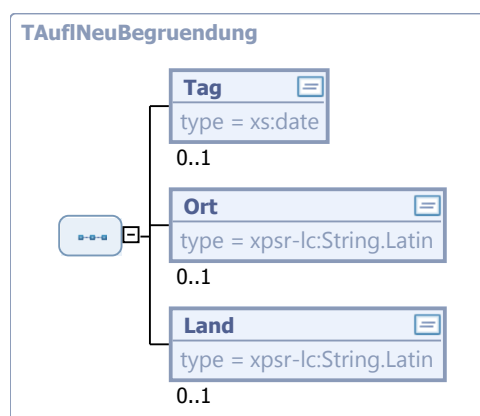 TAuflNeuBegruendung
Tag
type = xs:date
0..1
Ort
type = xpsr-lc:String.Latin
0..1
Land
type = xpsr-lc:String.Latin
0..1